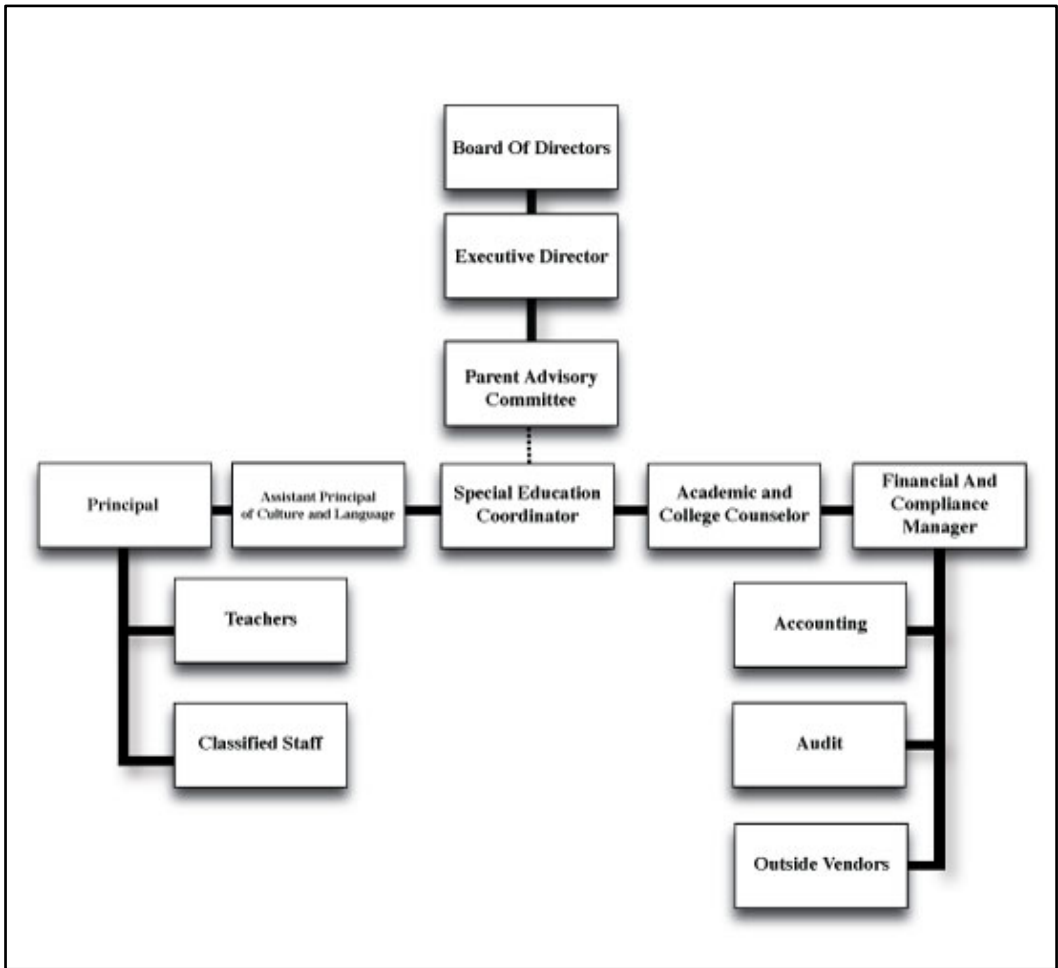 Board Of Directors
Executive Director
Parent Advisory
Committee
Principal
Assistant Principal
of Culture and Language
Special Education
Coordinator
Academic and
College Counselor
Financial And
Compliance
Manager
Teachers
Classified Staff
Accounting
Audit
Outside Vendors